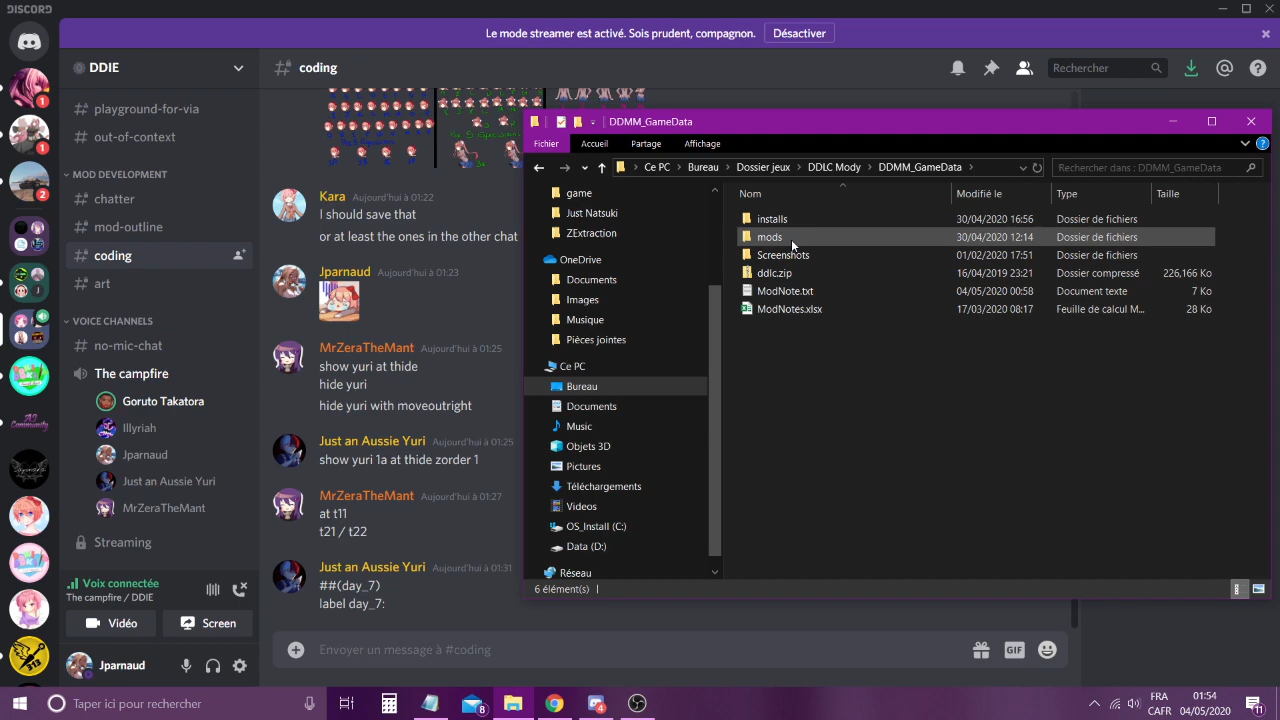 DISCORD
Le mode streamer est activé. Sois prudent, compagnon.
Désactiver
DDIE
coding
Rechercher
playground-for-via
out-of-context
MOD DEVELOPMENT
chatter
mod-outline
coding
art
VOICE CHANNELS
no-mic-chat
The campfire
Goruto Takatora
Illyriah
Jparnaud
Just an Aussie Yuri
MrZeraTheMant
Streaming
Voix connectée
The campfire / DDIE
Vidéo
Screen
Jparnaud
1
1
2
Kara Aujourd'hui à 01:22
I should save that
or at least the ones in the other chat
Jparnaud Aujourd'hui à 01:23
MrZeraTheMant Aujourd'hui à 01:25
show yuri at thide
hide yuri
hide yuri with moveoutright
Just an Aussie Yuri Aujourd'hui à 01:25
show yuri 1a at thide zorder 1
MrZeraTheMant Aujourd'hui à 01:27
at t11
t21 / t22
Just an Aussie Yuri Aujourd'hui à 01:31
##(day_7)
label day_7:
Envoyer un message à #coding
GIF
DDMM_GameData
Fichier Accueil Partage Affichage
Ce PC > Bureau > Dossier jeux > DDLC Mody > DDMM_GameData >
Rechercher dans : DDMM_GameData
game
Just Natsuki
ZExtraction
OneDrive
Documents
Images
Musique
Pièces jointes
Ce PC
Bureau
Documents
Music
Objets 3D
Pictures
Téléchargements
Videos
OS_Install (C:)
Data (D:)
Réseau
Nom Modifié le Type Taille
installs 30/04/2020 16:56 Dossier de fichiers
mods 30/04/2020 12:14 Dossier de fichiers
Screenshots 01/02/2020 17:51 Dossier de fichiers
ddlc.zip 16/04/2019 23:21 Dossier compressé 226,166 Ko
ModNote.txt 04/05/2020 00:58 Document texte 7 Ko
ModNotes.xlsx 17/03/2020 08:17 Feuille de calcul M... 28 Ko
6 élément(s)
Taper ici pour rechercher
8
4
FRA
CAFR
01:54
04/05/2020
11